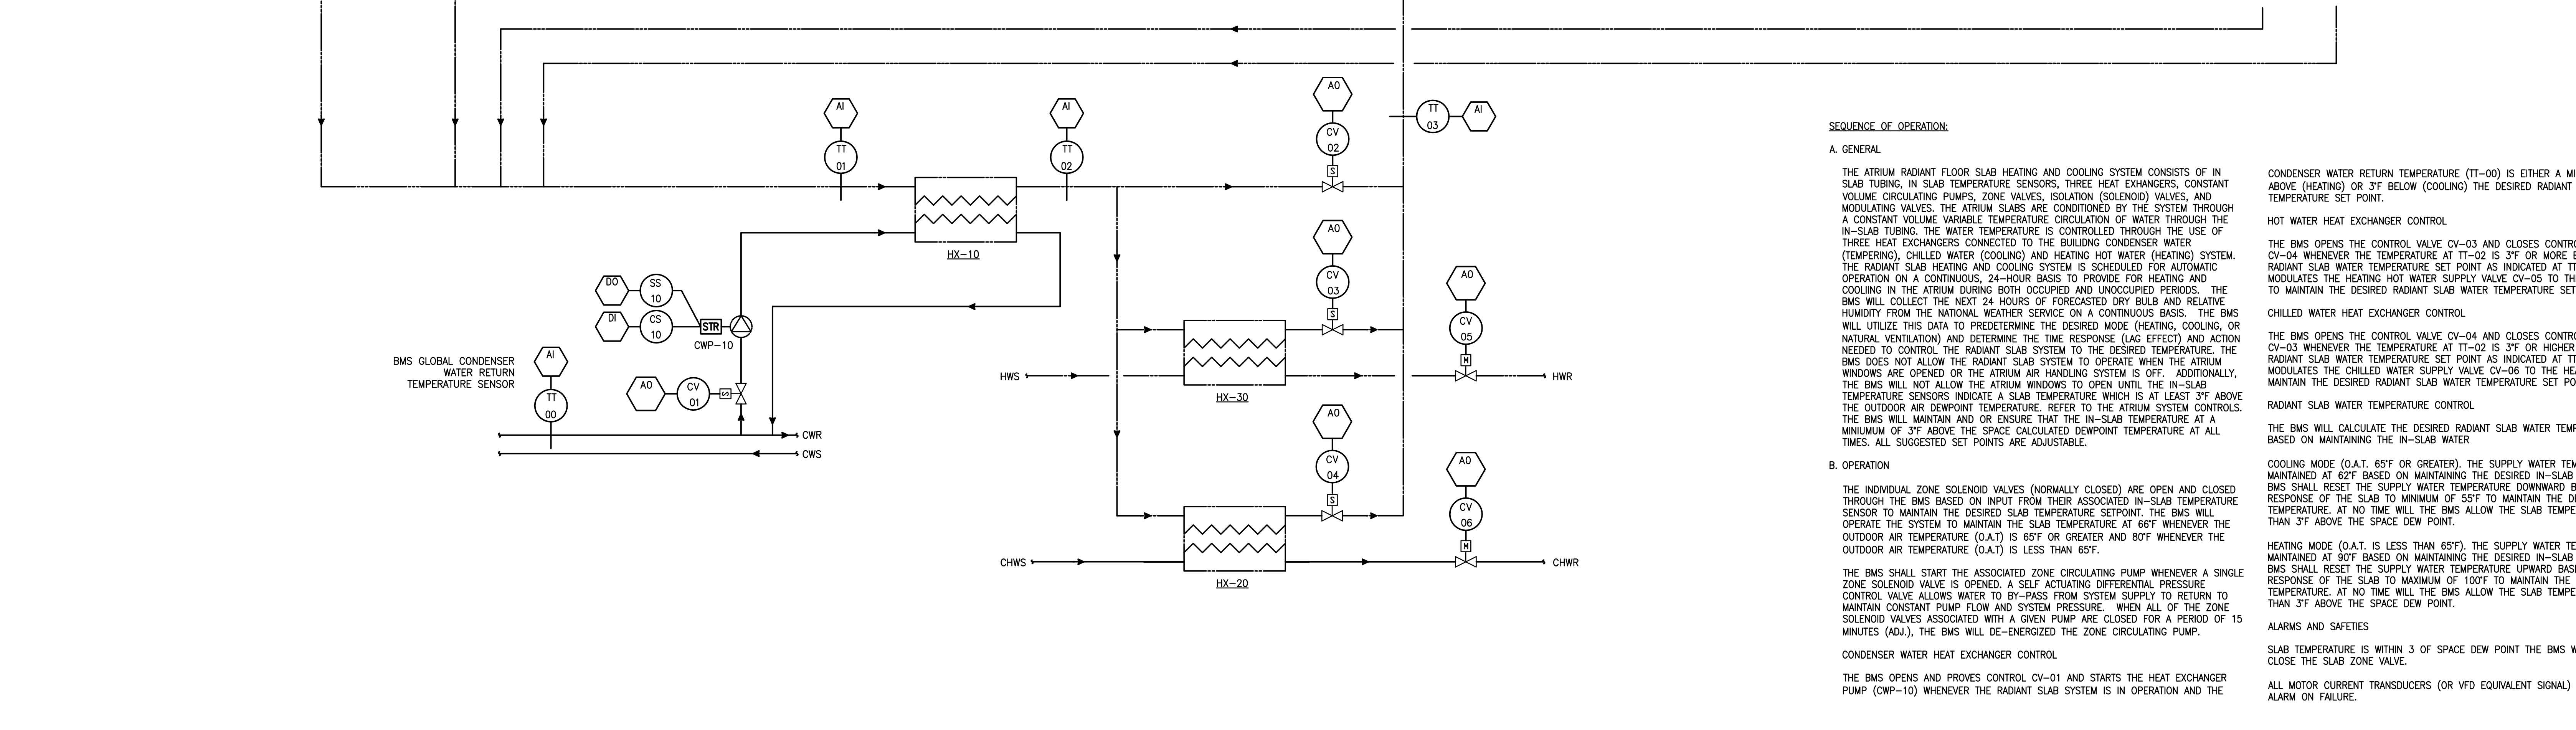 AI
TT
01
AI
TT
02
AO
CV
02
S
TT
03
AI
HX-10
AO
CV
03
S
DO
SS
10
DI
CS
10
STR
CWP-10
BMS GLOBAL CONDENSER
WATER RETURN
TEMPERATURE SENSOR
AI
TT
00
AO
CV
01
S
CWR
CWS
AO
CV
05
M
HWS
HWR
HX-30
AO
CV
04
S
AO
CV
06
M
CHWS
CHWR
HX-20
SEQUENCE OF OPERATION:
A. GENERAL
THE ATRIUM RADIANT FLOOR SLAB HEATING AND COOLING SYSTEM CONSISTS OF IN
SLAB TUBING, IN SLAB TEMPERATURE SENSORS, THREE HEAT EXHANGERS, CONSTANT
VOLUME CIRCULATING PUMPS, ZONE VALVES, ISOLATION (SOLENOID) VALVES, AND
MODULATING VALVES. THE ATRIUM SLABS ARE CONDITIONED BY THE SYSTEM THROUGH
A CONSTANT VOLUME VARIABLE TEMPERATURE CIRCULATION OF WATER THROUGH THE
IN-SLAB TUBING. THE WATER TEMPERATURE IS CONTROLLED THROUGH THE USE OF
THREE HEAT EXCHANGERS CONNECTED TO THE BUILIDNG CONDENSER WATER
(TEMPERING), CHILLED WATER (COOLING) AND HEATING HOT WATER (HEATING) SYSTEM.
THE RADIANT SLAB HEATING AND COOLING SYSTEM IS SCHEDULED FOR AUTOMATIC
OPERATION ON A CONTINUOUS, 24-HOUR BASIS TO PROVIDE FOR HEATING AND
COOLIING IN THE ATRIUM DURING BOTH OCCUPIED AND UNOCCUPIED PERIODS. THE
BMS WILL COLLECT THE NEXT 24 HOURS OF FORECASTED DRY BULB AND RELATIVE
HUMIDITY FROM THE NATIONAL WEATHER SERVICE ON A CONTINUOUS BASIS. THE BMS
WILL UTILIZE THIS DATA TO PREDETERMINE THE DESIRED MODE (HEATING, COOLING, OR
NATURAL VENTILATION) AND DETERMINE THE TIME RESPONSE (LAG EFFECT) AND ACTION
NEEDED TO CONTROL THE RADIANT SLAB SYSTEM TO THE DESIRED TEMPERATURE. THE
BMS DOES NOT ALLOW THE RADIANT SLAB SYSTEM TO OPERATE WHEN THE ATRIUM
WINDOWS ARE OPENED OR THE ATRIUM AIR HANDLING SYSTEM IS OFF. ADDITIONALLY,
THE BMS WILL NOT ALLOW THE ATRIUM WINDOWS TO OPEN UNTIL THE IN-SLAB
TEMPERATURE SENSORS INDICATE A SLAB TEMPERATURE WHICH IS AT LEAST 3°F ABOVE
THE OUTDOOR AIR DEWPOINT TEMPERATURE. REFER TO THE ATRIUM SYSTEM CONTROLS.
THE BMS WILL MAINTAIN AND OR ENSURE THAT THE IN-SLAB TEMPERATURE AT A
MINIUMUM OF 3°F ABOVE THE SPACE CALCULATED DEWPOINT TEMPERATURE AT ALL
TIMES. ALL SUGGESTED SET POINTS ARE ADJUSTABLE.
B. OPERATION
THE INDIVIDUAL ZONE SOLENOID VALVES (NORMALLY CLOSED) ARE OPEN AND CLOSED
THROUGH THE BMS BASED ON INPUT FROM THEIR ASSOCIATED IN-SLAB TEMPERATURE
SENSOR TO MAINTAIN THE DESIRED SLAB TEMPERATURE SETPOINT. THE BMS WILL
OPERATE THE SYSTEM TO MAINTAIN THE SLAB TEMPERATURE AT 66°F WHENEVER THE
OUTDOOR AIR TEMPERATURE (O.A.T) IS 65°F OR GREATER AND 80°F WHENEVER THE
OUTDOOR AIR TEMPERATURE (O.A.T) IS LESS THAN 65°F.
THE BMS SHALL START THE ASSOCIATED ZONE CIRCULATING PUMP WHENEVER A SINGLE
ZONE SOLENOID VALVE IS OPENED. A SELF ACTUATING DIFFERENTIAL PRESSURE
CONTROL VALVE ALLOWS WATER TO BY-PASS FROM SYSTEM SUPPLY TO RETURN TO
MAINTAIN CONSTANT PUMP FLOW AND SYSTEM PRESSURE. WHEN ALL OF THE ZONE
SOLENOID VALVES ASSOCIATED WITH A GIVEN PUMP ARE CLOSED FOR A PERIOD OF 15
MINUTES (ADJ.), THE BMS WILL DE-ENERGIZED THE ZONE CIRCULATING PUMP.
CONDENSER WATER HEAT EXCHANGER CONTROL
THE BMS OPENS AND PROVES CONTROL CV-01 AND STARTS THE HEAT EXCHANGER
PUMP (CWP-10) WHENEVER THE RADIANT SLAB SYSTEM IS IN OPERATION AND THE
CONDENSER WATER RETURN TEMPERATURE (TT-00) IS EITHER A MI
ABOVE (HEATING) OR 3°F BELOW (COOLING) THE DESIRED RADIANT
TEMPERATURE SET POINT.
HOT WATER HEAT EXCHANGER CONTROL
THE BMS OPENS THE CONTROL VALVE CV-03 AND CLOSES CONTRO
CV-04 WHENEVER THE TEMPERATURE AT TT-02 IS 3°F OR MORE B
RADIANT SLAB WATER TEMPERATURE SET POINT AS INDICATED AT TT
MODULATES THE HEATING HOT WATER SUPPLY VALVE CV-05 TO TH
TO MAINTAIN THE DESIRED RADIANT SLAB WATER TEMPERATURE SET
CHILLED WATER HEAT EXCHANGER CONTROL
THE BMS OPENS THE CONTROL VALVE CV-04 AND CLOSES CONTRO
CV-03 WHENEVER THE TEMPERATURE AT TT-02 IS 3°F OR HIGHER
RADIANT SLAB WATER TEMPERATURE SET POINT AS INDICATED AT TT
MODULATES THE CHILLED WATER SUPPLY VALVE CV-06 TO THE HEA
MAINTAIN THE DESIRED RADIANT SLAB WATER TEMPERATURE SET PO
RADIANT SLAB WATER TEMPERATURE CONTROL
THE BMS WILL CALCULATE THE DESIRED RADIANT SLAB WATER TEMP
BASED ON MAINTAINING THE IN-SLAB WATER
COOLING MODE (O.A.T. 65°F OR GREATER). THE SUPPLY WATER TEM
MAINTAINED AT 62°F BASED ON MAINTAINING THE DESIRED IN-SLAB
BMS SHALL RESET THE SUPPLY WATER TEMPERATURE DOWNWARD B
RESPONSE OF THE SLAB TO MINIMUM OF 55°F TO MAINTAIN THE D
TEMPERATURE. AT NO TIME WILL THE BMS ALLOW THE SLAB TEMPE
THAN 3°F ABOVE THE SPACE DEW POINT.
HEATING MODE (O.A.T. IS LESS THAN 65°F). THE SUPPLY WATER TE
MAINTAINED AT 90°F BASED ON MAINTAINING THE DESIRED IN-SLAB
BMS SHALL RESET THE SUPPLY WATER TEMPERATURE UPWARD BASE
RESPONSE OF THE SLAB TO MAXIMUM OF 100°F TO MAINTAIN THE
TEMPERATURE. AT NO TIME WILL THE BMS ALLOW THE SLAB TEMPE
THAN 3°F ABOVE THE SPACE DEW POINT.
ALARMS AND SAFETIES
SLAB TEMPERATURE IS WITHIN 3 OF SPACE DEW POINT THE BMS W
CLOSE THE SLAB ZONE VALVE.
ALL MOTOR CURRENT TRANSDUCERS (OR VFD EQUIVALENT SIGNAL)
ALARM ON FAILURE.